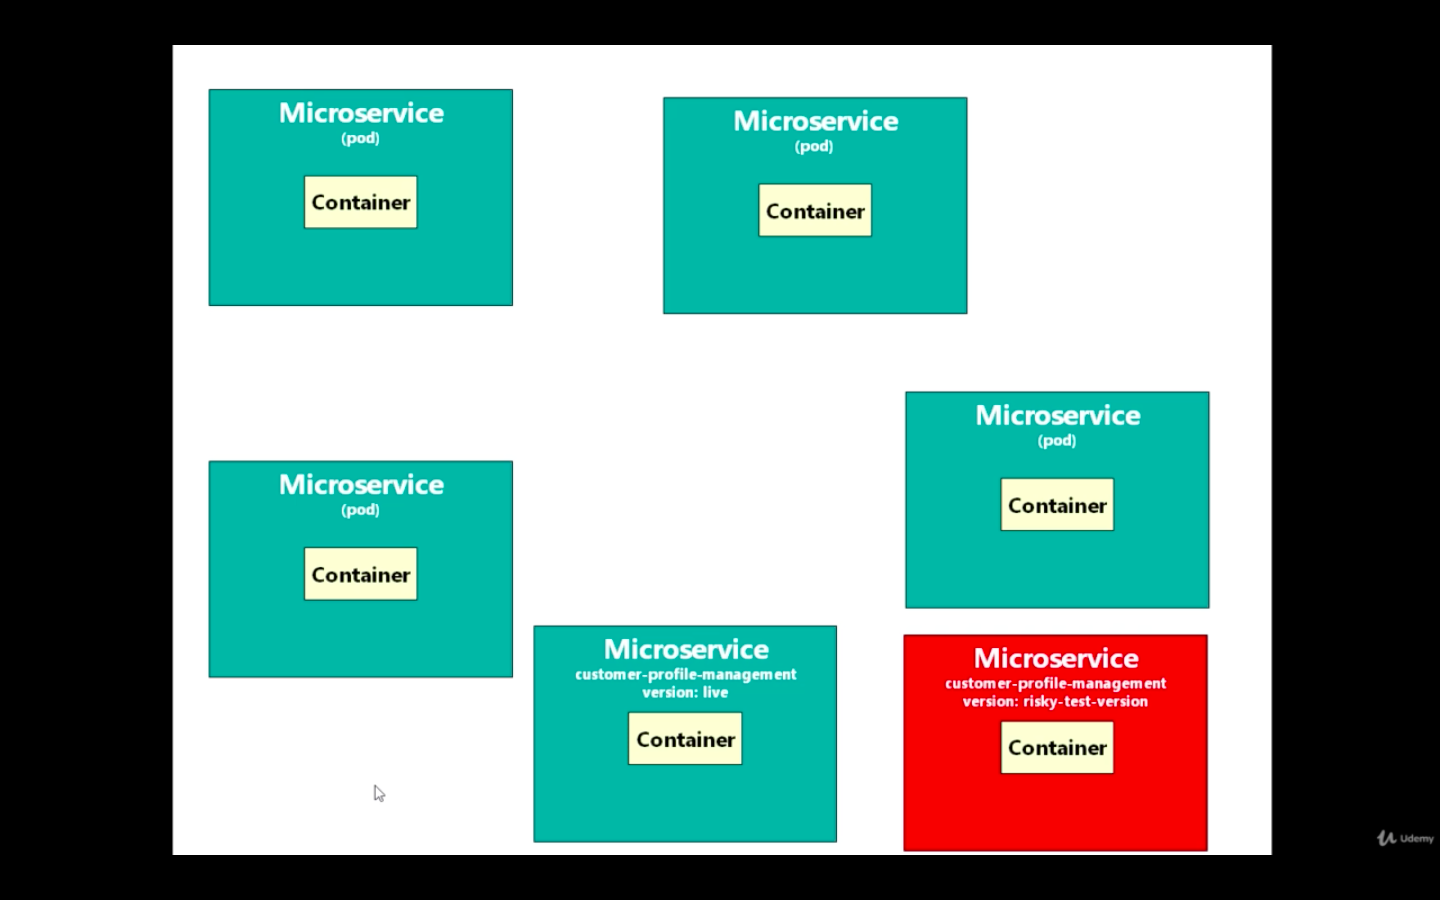 Microservice
(pod)
Container
Microservice
(pod)
Container
Microservice
(pod)
Container
Microservice
(pod)
Container
Microservice
customer-profile-management
version: live
Container
Microservice
customer-profile-management
version: risky-test-version
Container
Udemy